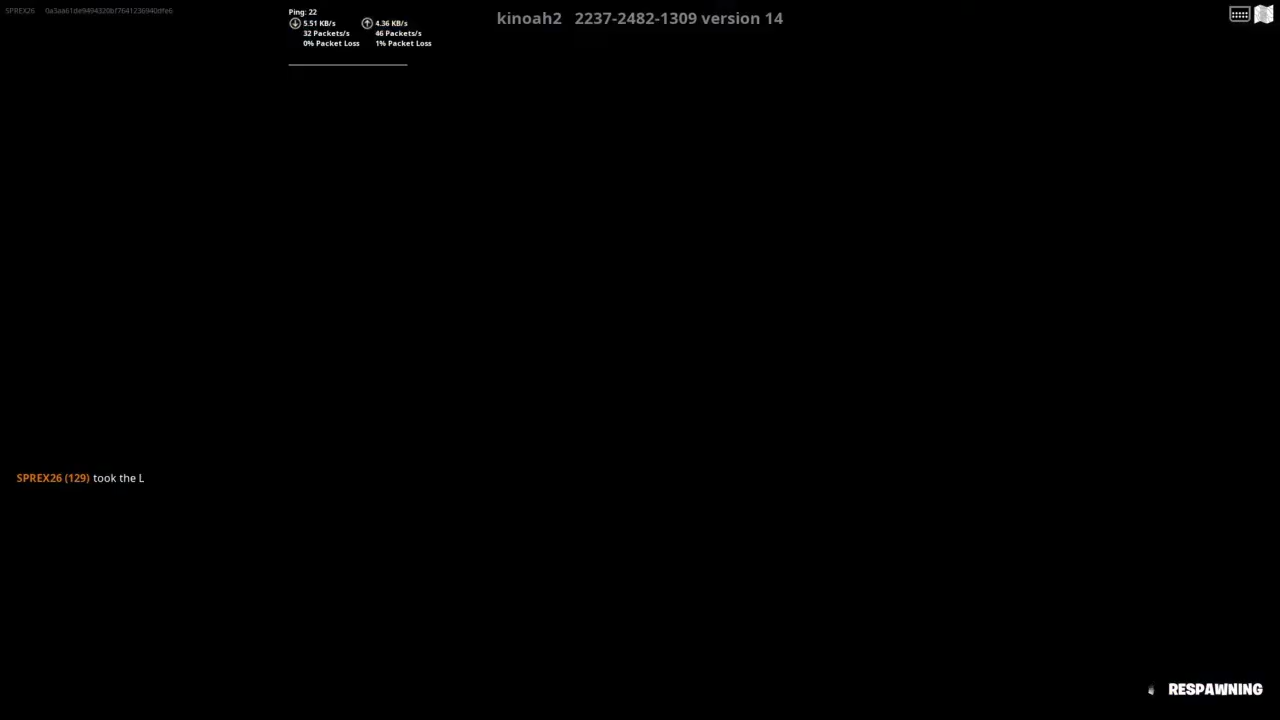 SPREX26 0a3aa61de9494320bf7641236940dfe6
Ping: 22
5.51 KB/s 4.36 KB/s
32 Packets/s 46 Packets/s
0% Packet Loss 1% Packet Loss
kinoah2 2237-2482-1309 version 14
SPREX26 (129) took the L
RESPAWNING